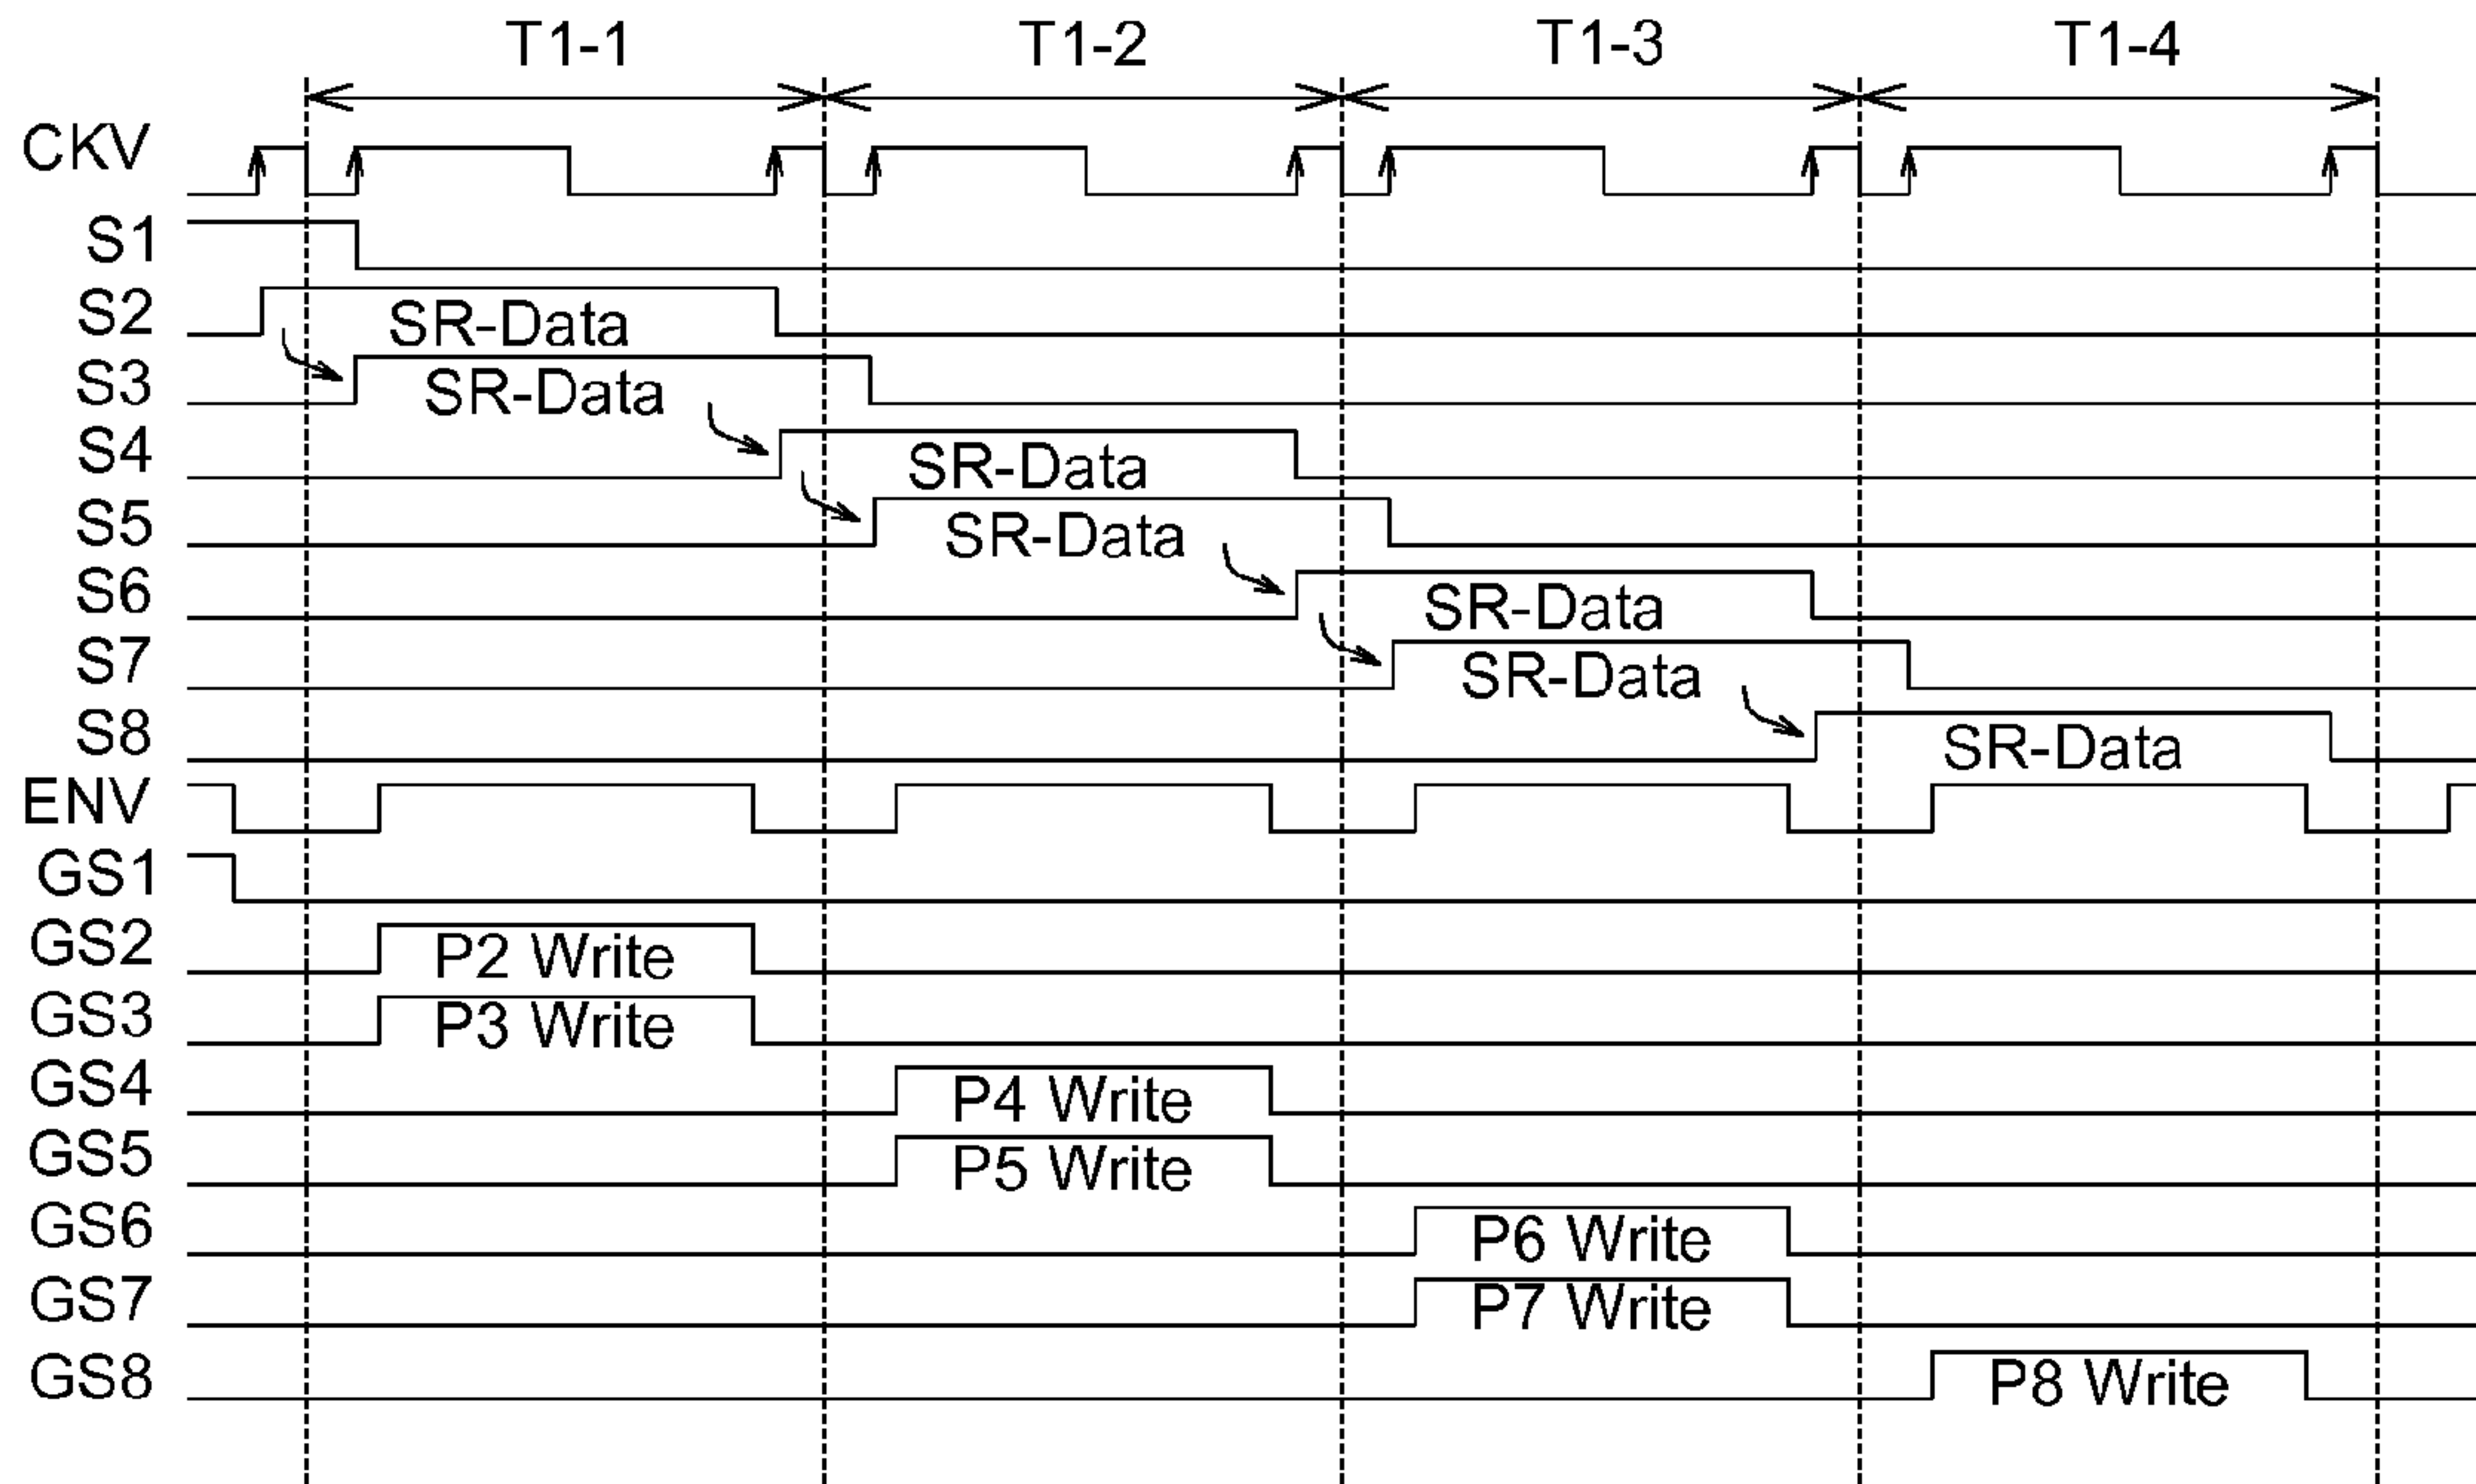 T1-1 T1-2 T1-3 T1-4
CKV
S1
S2 SR-Data
S3 SR-Data
S4 SR-Data
S5 SR-Data
S6 SR-Data
S7 SR-Data
S8 SR-Data
ENV
GS1
GS2 P2 Write
GS3 P3 Write
GS4 P4 Write
GS5 P5 Write
GS6 P6 Write
GS7 P7 Write
GS8 P8 Write